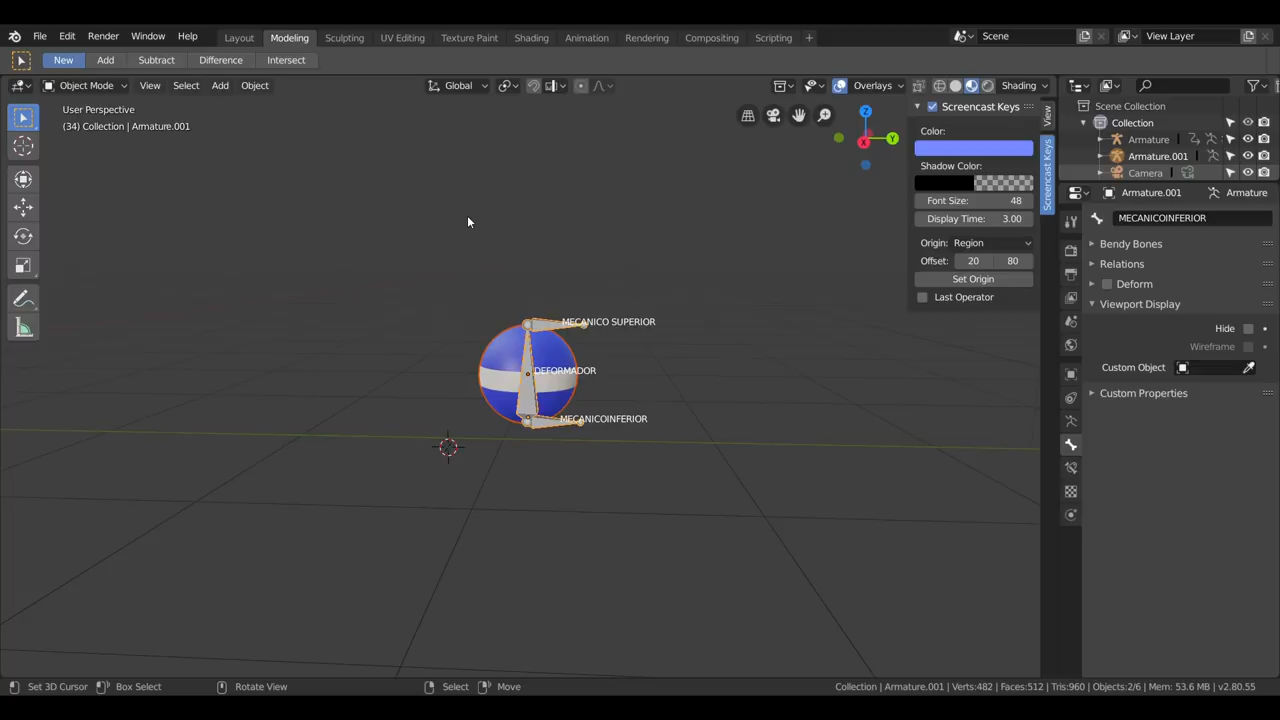 File Edit Render Window Help Layout Modeling Sculpting UV Editing Texture Paint Shading Animation Rendering Compositing Scripting + Scene View Layer
New Add Subtract Difference Intersect
Object Mode View Select Add Object Global Overlays Shading
User Perspective
(34) Collection | Armature.001
Z
Y
X
Screencast Keys
Color:
Shadow Color:
Font Size: 48
Display Time: 3.00
Origin: Region
Offset: 20 80
Set Origin
Last Operator
View
Screencast Keys
Scene Collection
Collection
Armature
Armature.001
Camera
Armature.001 Armature
MECANICOINFERIOR
Bendy Bones
Relations
Deform
Viewport Display
Hide
Wireframe
Custom Object
Custom Properties
MECANICO SUPERIOR
DEFORMADOR
MECANICOINFERIOR
Set 3D Cursor Box Select Rotate View Select Move Collection | Armature.001 | Verts:482 | Faces:512 | Tris:960 | Objects:2/6 | Mem: 53.6 MB | v2.80.55